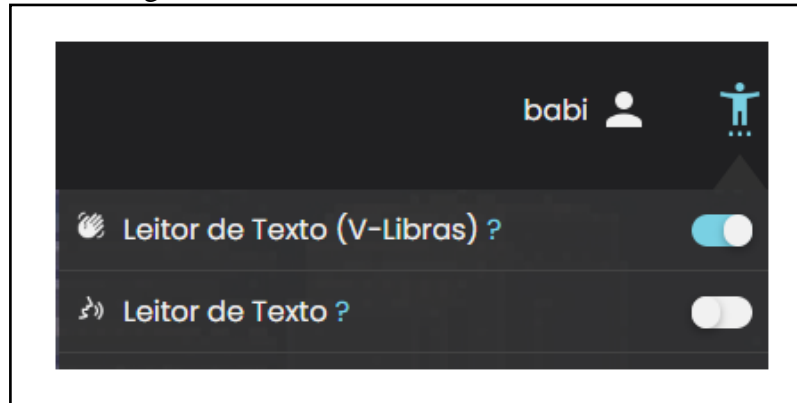 babi
Leitor de Texto (V-Libras) ?
Leitor de Texto ?